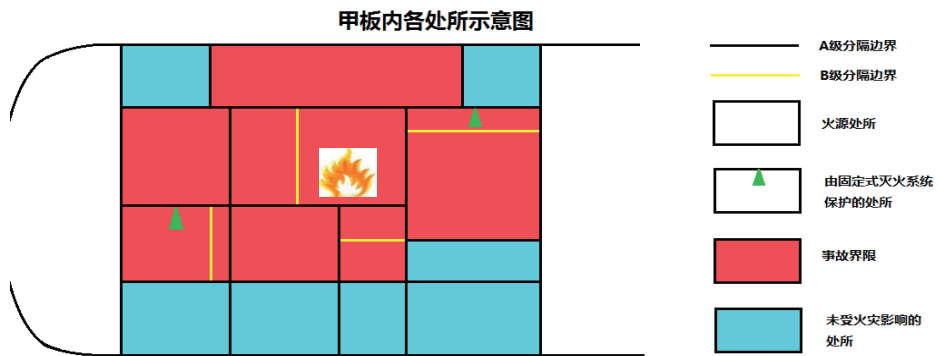 甲板内各处所示意图
A级分隔边界
B级分隔边界
火源处所
由固定式灭火系统
保护的处所
事故界限
未受火灾影响的
处所